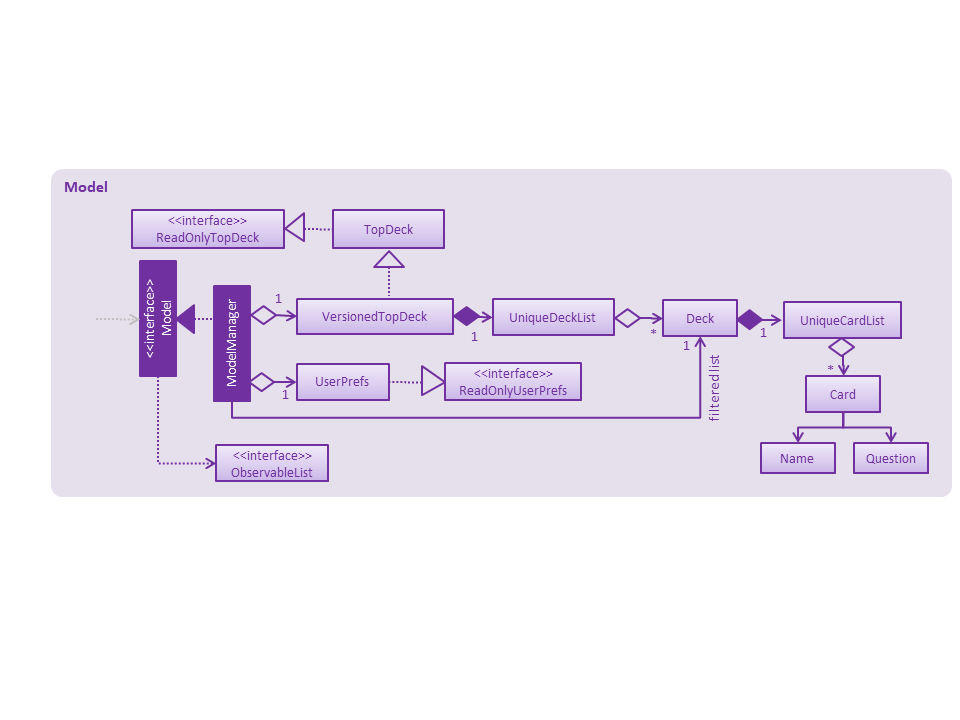 Model
<<interface>>
ReadOnlyTopDeck
TopDeck
<<interface>>
Model
ModelManager
1
VersionedTopDeck
1
UniqueDeckList
*
Deck
1
1
UniqueCardList
*
Card
Name
Question
1
UserPrefs
<<interface>>
ReadOnlyUserPrefs
filtered list
<<interface>>
ObservableList